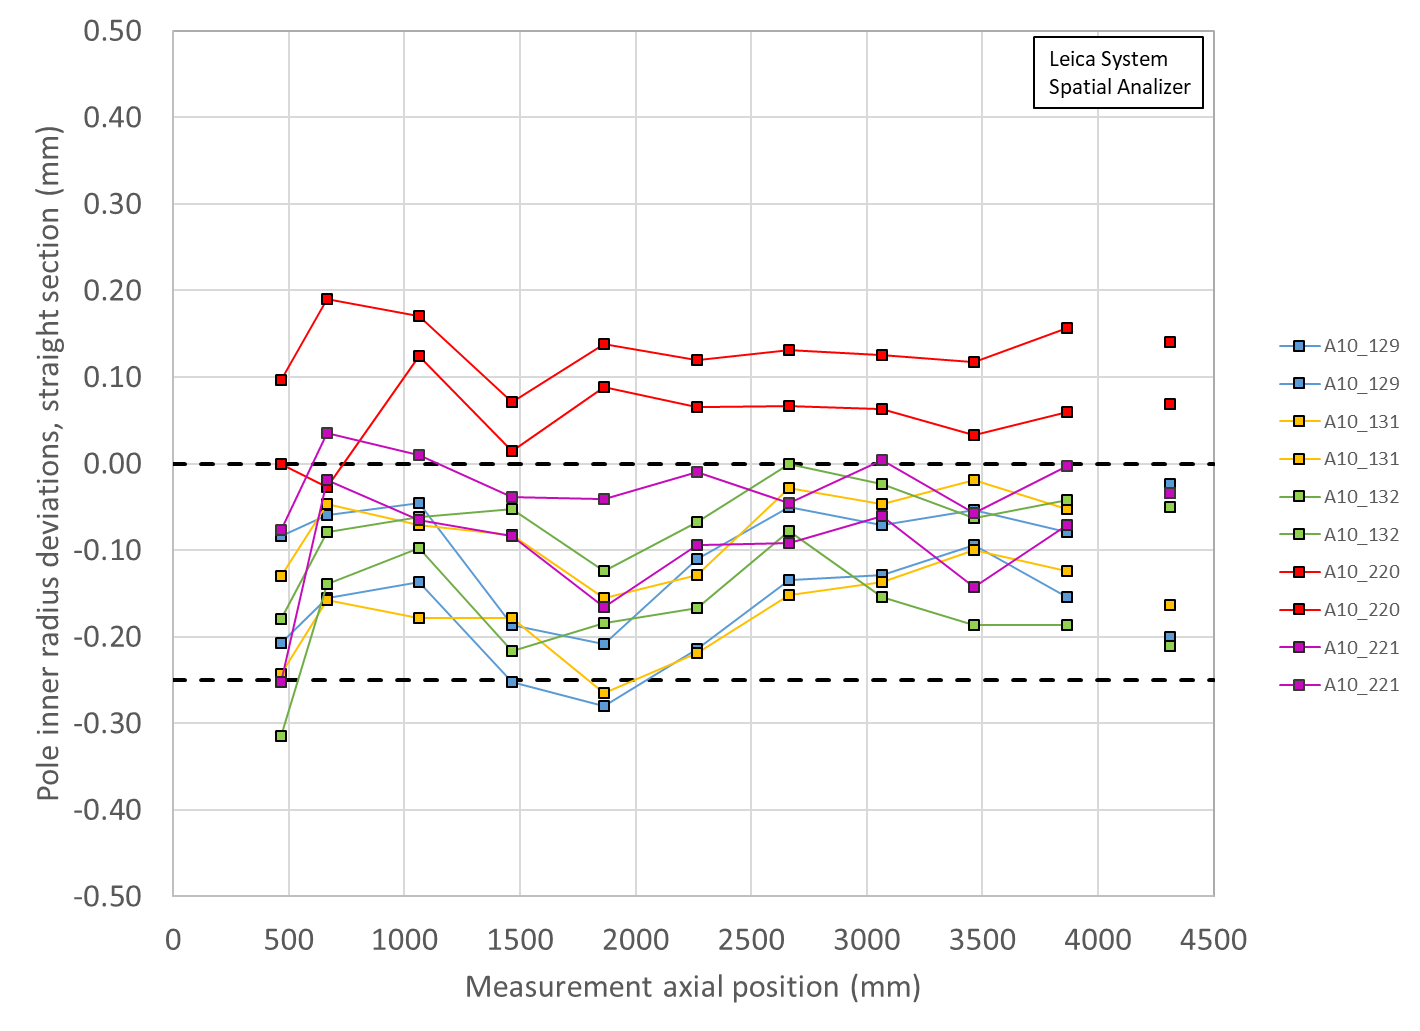 Pole inner radius deviations, straight section (mm)
0.50
0.40
0.30
0.20
0.10
0.00
-0.10
-0.20
-0.30
-0.40
-0.50
Leica System
Spatial Analizer
A10_129
A10_129
A10_131
A10_131
A10_132
A10_132
A10_220
A10_220
A10_221
A10_221
0 500 1000 1500 2000 2500 3000 3500 4000 4500
Measurement axial position (mm)